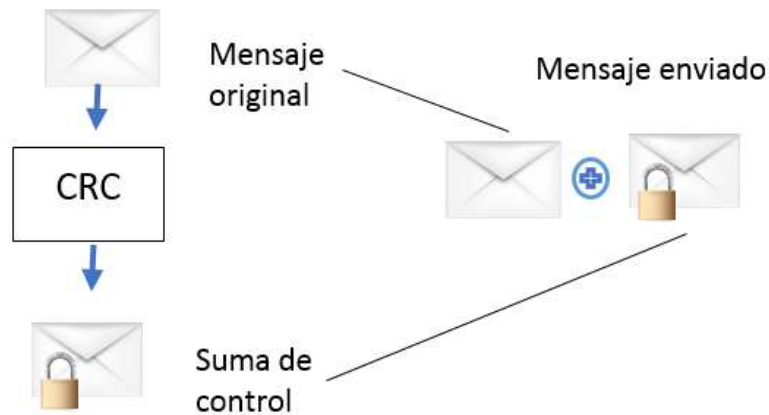 Mensaje
original
Mensaje enviado
CRC
Suma de
control